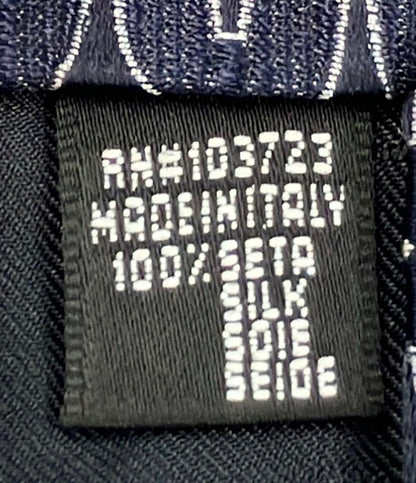 RN#103723
MADE IN ITALY
100% SETA
SILK
SOIE
SEIDE